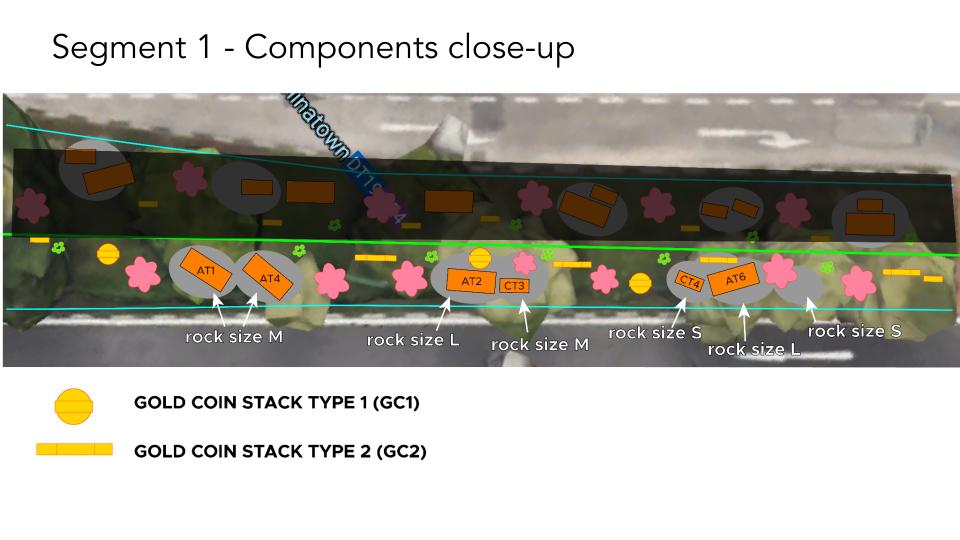 Segment 1 - Components close-up
inatown DT19
AT1
AT4
AT2
CT3
CT4
AT6
rock size M
rock size L
rock size M
rock size S
rock size L
rock size S
GOLD COIN STACK TYPE 1 (GC1)
GOLD COIN STACK TYPE 2 (GC2)